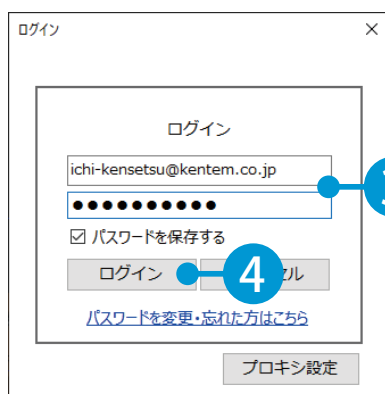 ログイン
ログイン
ichi-kensetsu@kentem.co.jp
●●●●●●●●●●
パスワードを保存する
ログイン 4 ル
パスワードを変更・忘れた方はこちら
プロキシ設定